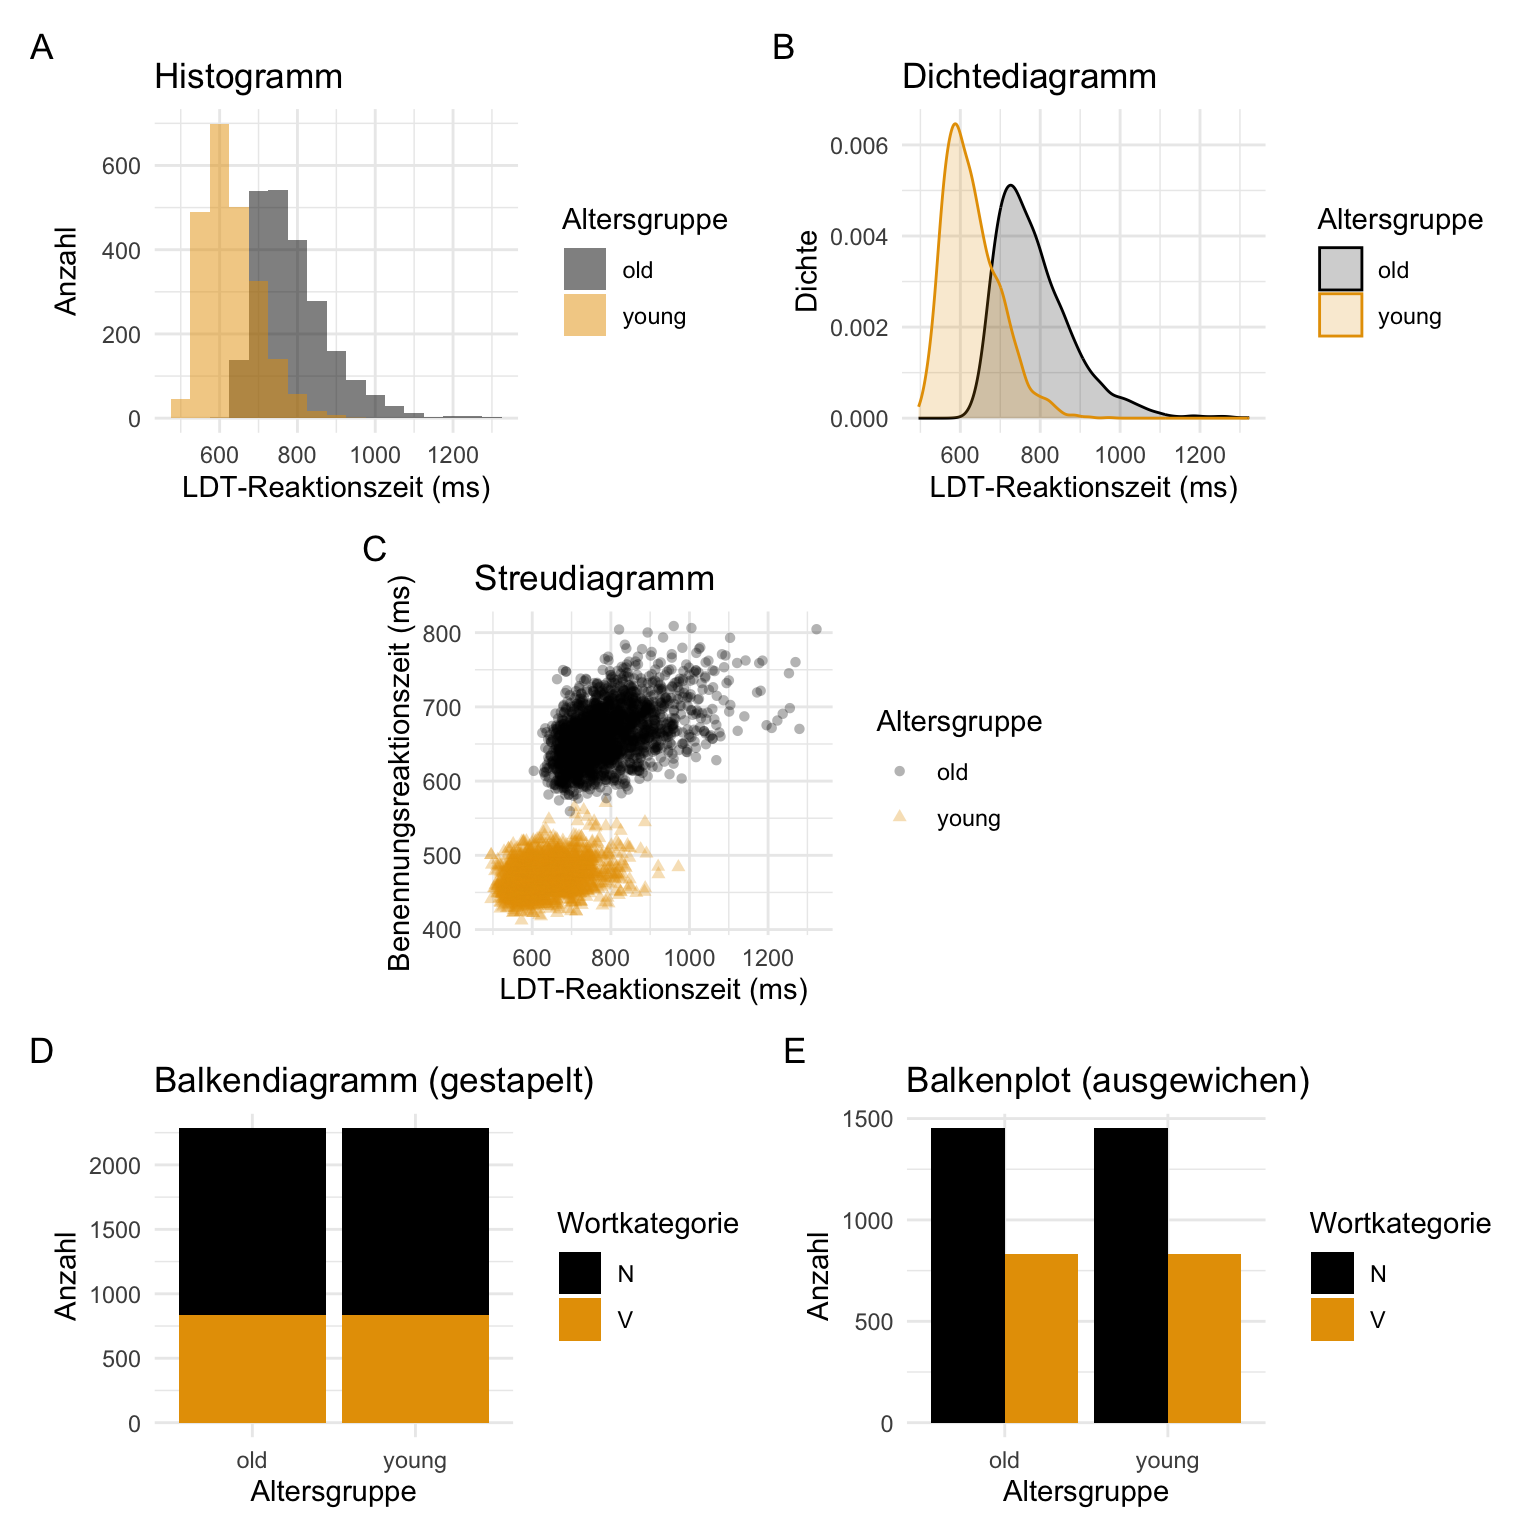 A
Histogramm
Anzahl
600
400
200
0
600 800 1000 1200
LDT-Reaktionszeit (ms)
Altersgruppe
old
young
B
Dichtediagramm
Dichte
0.006
0.004
0.002
0.000
600 800 1000 1200
LDT-Reaktionszeit (ms)
Altersgruppe
old
young
C
Streudiagramm
Benennungsreaktionszeit (ms)
800
700
600
500
400
600 800 1000 1200
LDT-Reaktionszeit (ms)
Altersgruppe
old
young
D
Balkendiagramm (gestapelt)
Anzahl
2000
1500
1000
500
0
old young
Altersgruppe
Wortkategorie
N
V
E
Balkenplot (ausgewichen)
Anzahl
1500
1000
500
0
old young
Altersgruppe
Wortkategorie
N
V